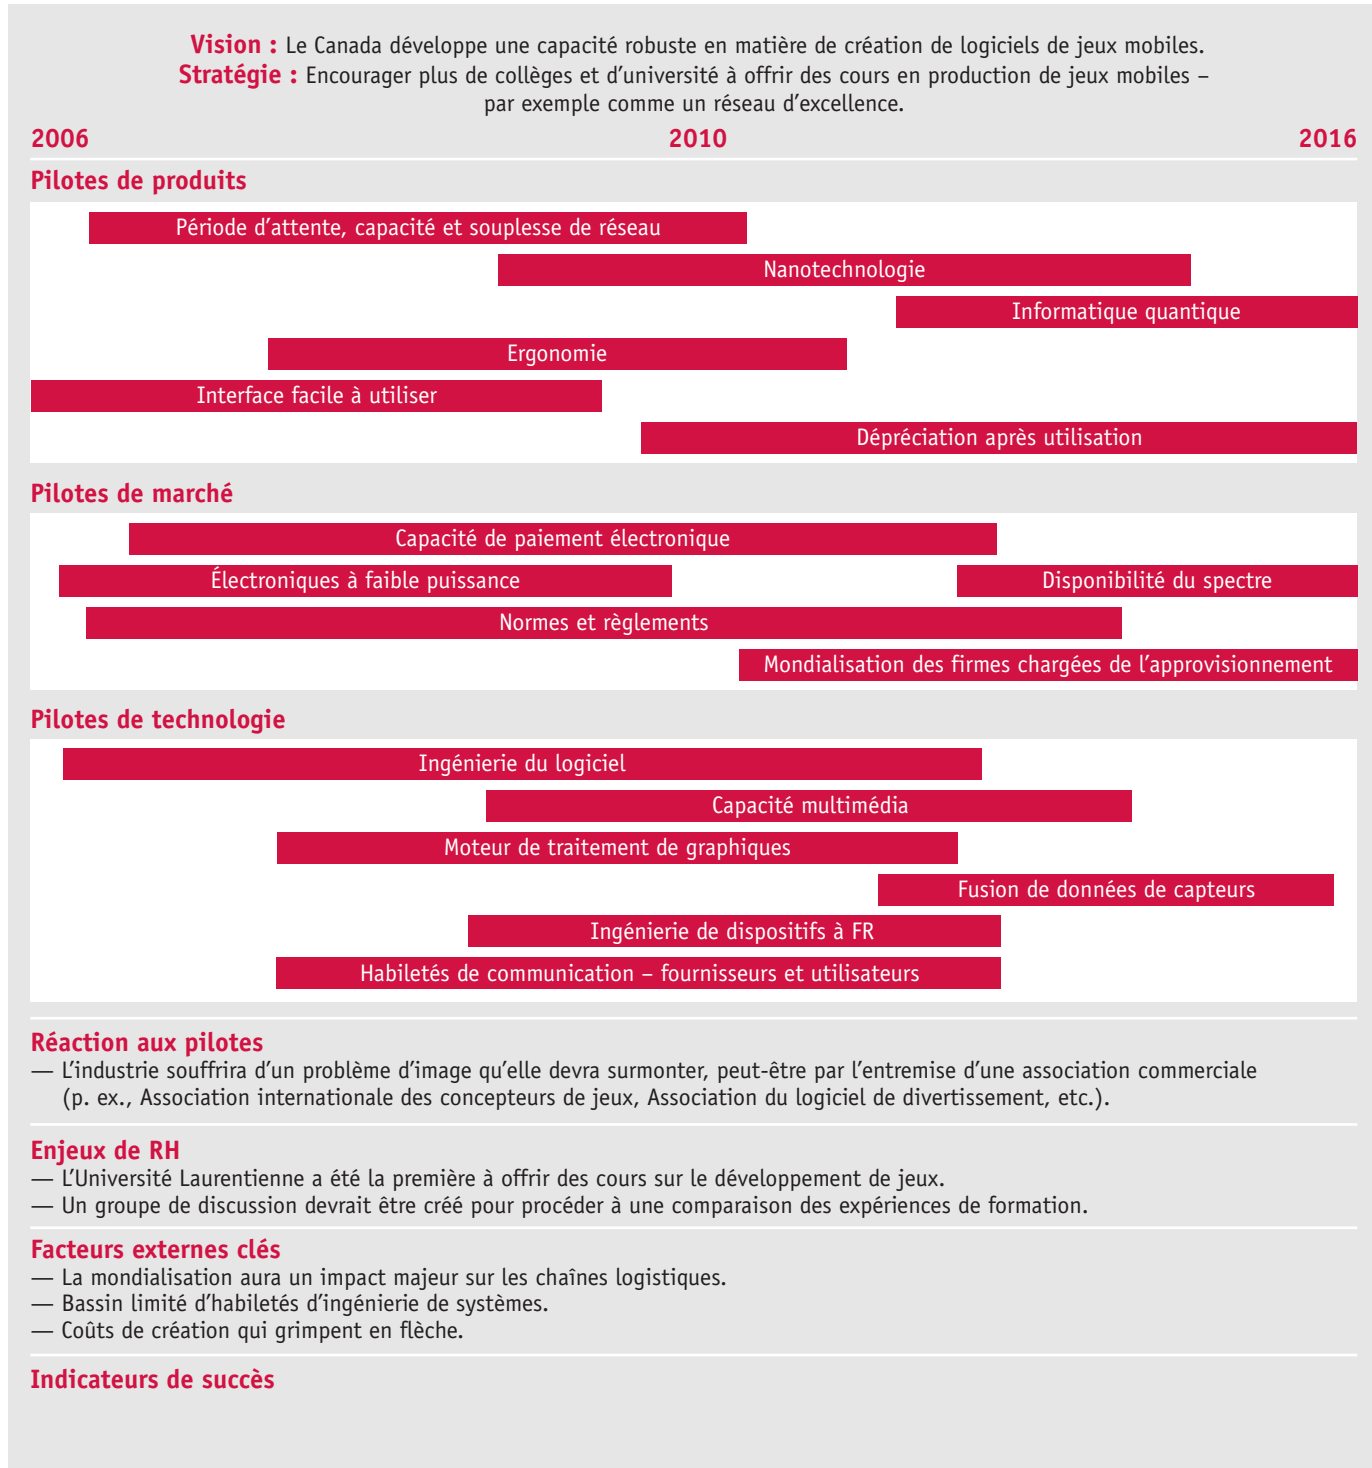 Vision : Le Canada développe une capacité robuste en matière de création de logiciels de jeux mobiles.
Stratégie : Encourager plus de collèges et d’université à offrir des cours en production de jeux mobiles –
par exemple comme un réseau d’excellence.
2006 2010 2016
Pilotes de produits
Période d’attente, capacité et souplesse de réseau
Nanotechnologie
Informatique quantique
Ergonomie
Interface facile à utiliser
Dépréciation après utilisation
Pilotes de marché
Capacité de paiement électronique
Électroniques à faible puissance Disponibilité du spectre
Normes et règlements
Mondialisation des firmes chargées de l’approvisionnement
Pilotes de technologie
Ingénierie du logiciel
Capacité multimédia
Moteur de traitement de graphiques
Fusion de données de capteurs
Ingénierie de dispositifs à FR
Habiletés de communication – fournisseurs et utilisateurs
Réaction aux pilotes
— L’industrie souffrira d’un problème d’image qu’elle devra surmonter, peut-être par l’entremise d’une association commerciale
(p. ex., Association internationale des concepteurs de jeux, Association du logiciel de divertissement, etc.).
Enjeux de RH
— L’Université Laurentienne a été la première à offrir des cours sur le développement de jeux.
— Un groupe de discussion devrait être créé pour procéder à une comparaison des expériences de formation.
Facteurs externes clés
— La mondialisation aura un impact majeur sur les chaînes logistiques.
— Bassin limité d’habiletés d’ingénierie de systèmes.
— Coûts de création qui grimpent en flèche.
Indicateurs de succès